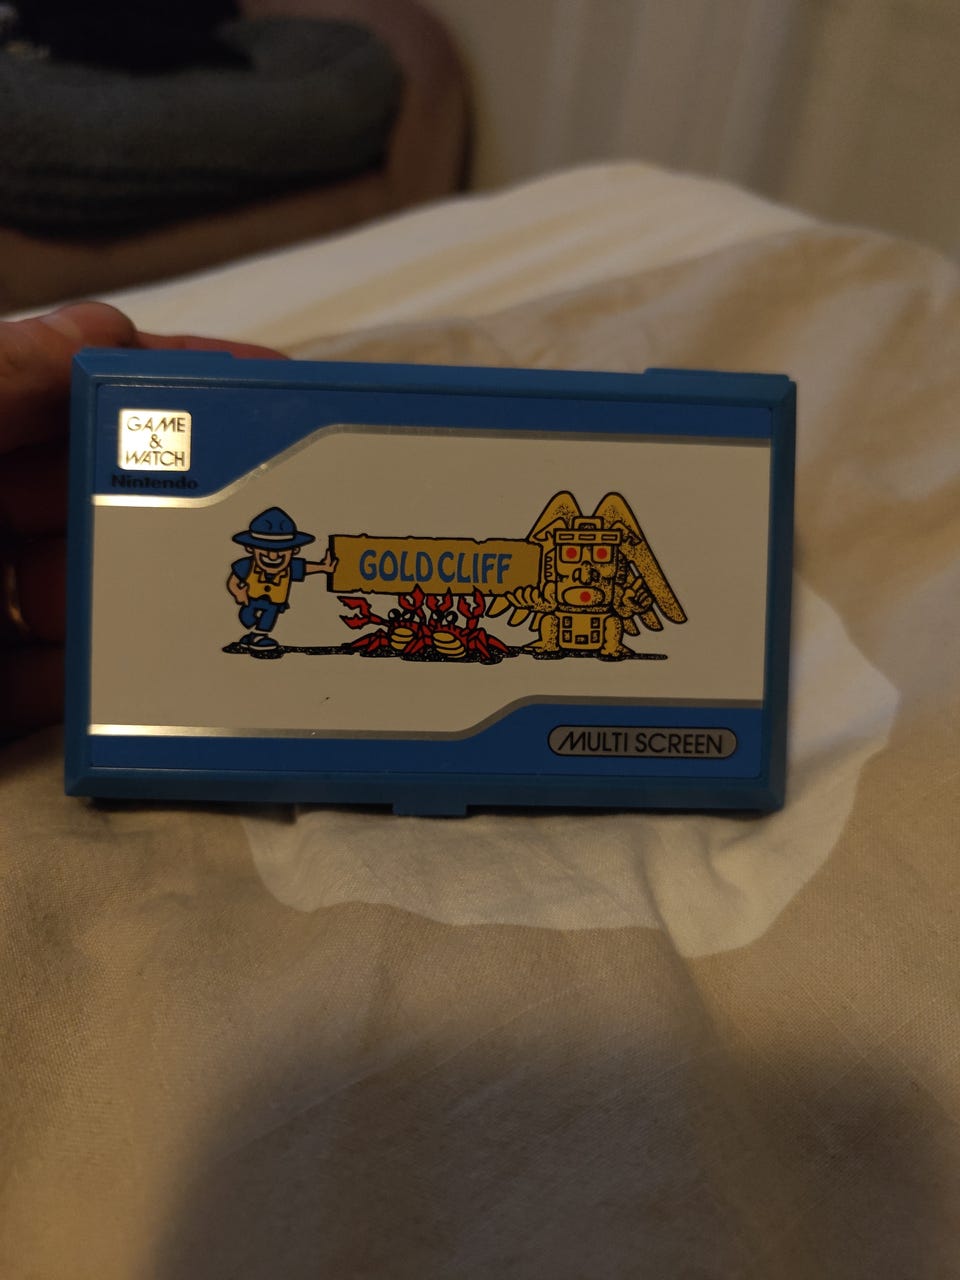 GAME
&
WATCH
Nintendo
GOLD CLIFF
MULTI SCREEN